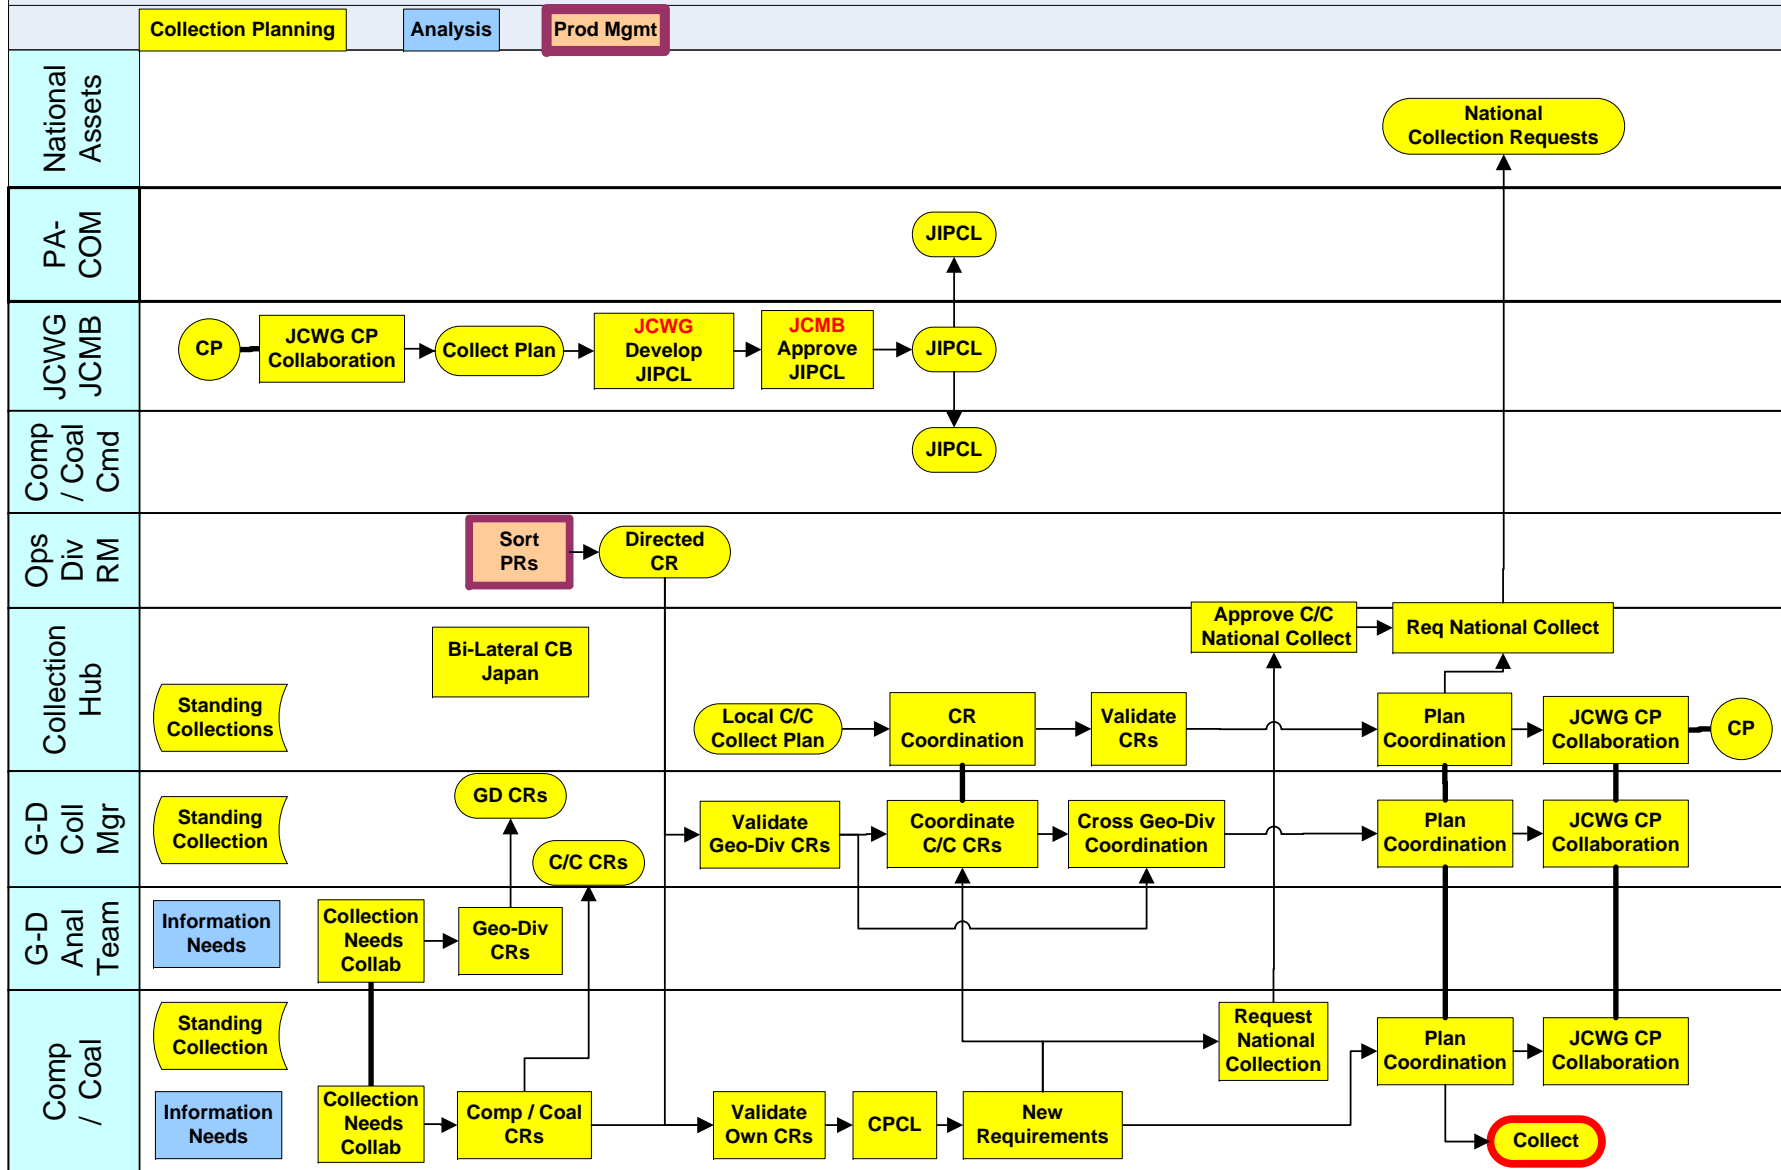 Collection Planning
Analysis
Prod Mgmt
National
Assets
National
Collection Requests
PA-
COM
JIPCL
JCWG
JCMB
CP
JCWG CP
Collaboration
Collect Plan
JCWG
Develop
JIPCL
JCMB
Approve
JIPCL
JIPCL
Comp
/ Coal
Cmd
JIPCL
Ops
Div
RM
Sort
PRs
Directed
CR
Collection
Hub
Standing
Collections
Bi-Lateral CB
Japan
Local C/C
Collect Plan
CR
Coordination
Validate
CRs
Approve C/C
National Collect
Req National Collect
Plan
Coordination
JCWG CP
Collaboration
CP
G-D
Coll
Mgr
Standing
Collection
GD CRs
C/C CRs
Validate
Geo-Div CRs
Coordinate
C/C CRs
Cross Geo-Div
Coordination
Plan
Coordination
JCWG CP
Collaboration
G-D
Anal
Team
Information
Needs
Collection
Needs
Collab
Geo-Div
CRs
Comp
/ Coal
Standing
Collection
Information
Needs
Collection
Needs
Collab
Comp / Coal
CRs
Validate
Own CRs
CPCL
New
Requirements
Request
National
Collection
Plan
Coordination
JCWG CP
Collaboration
Collect